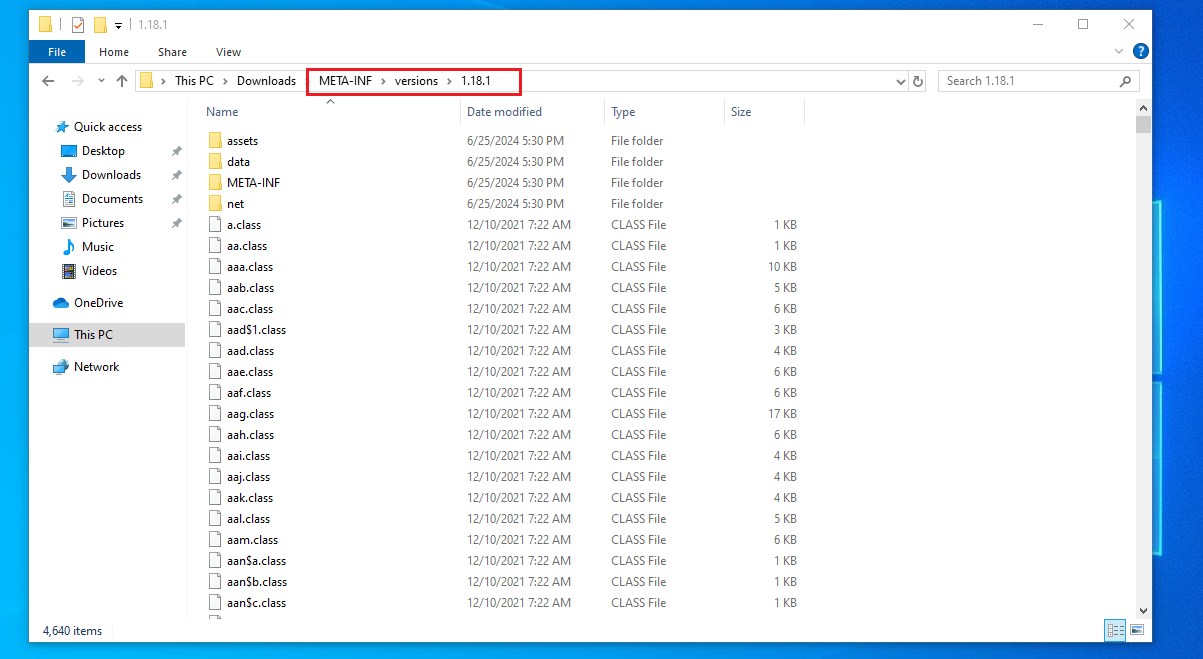 1.18.1
File Home Share View
This PC Downloads META-INF versions 1.18.1 Search 1.18.1
Name Date modified Type Size
Quick access
Desktop
Downloads
Documents
Pictures
Music
Videos
OneDrive
This PC
Network
assets 6/25/2024 5:30 PM File folder
data 6/25/2024 5:30 PM File folder
META-INF 6/25/2024 5:30 PM File folder
net 6/25/2024 5:30 PM File folder
a.class 12/10/2021 7:22 AM CLASS File 1 KB
aa.class 12/10/2021 7:22 AM CLASS File 1 KB
aaa.class 12/10/2021 7:22 AM CLASS File 10 KB
aab.class 12/10/2021 7:22 AM CLASS File 5 KB
aac.class 12/10/2021 7:22 AM CLASS File 6 KB
aad$1.class 12/10/2021 7:22 AM CLASS File 3 KB
aad.class 12/10/2021 7:22 AM CLASS File 4 KB
aae.class 12/10/2021 7:22 AM CLASS File 6 KB
aaf.class 12/10/2021 7:22 AM CLASS File 6 KB
aag.class 12/10/2021 7:22 AM CLASS File 17 KB
aah.class 12/10/2021 7:22 AM CLASS File 6 KB
aai.class 12/10/2021 7:22 AM CLASS File 4 KB
aaj.class 12/10/2021 7:22 AM CLASS File 4 KB
aak.class 12/10/2021 7:22 AM CLASS File 4 KB
aal.class 12/10/2021 7:22 AM CLASS File 5 KB
aam.class 12/10/2021 7:22 AM CLASS File 6 KB
aan$a.class 12/10/2021 7:22 AM CLASS File 1 KB
aan$b.class 12/10/2021 7:22 AM CLASS File 1 KB
aan$c.class 12/10/2021 7:22 AM CLASS File 1 KB
4,640 items